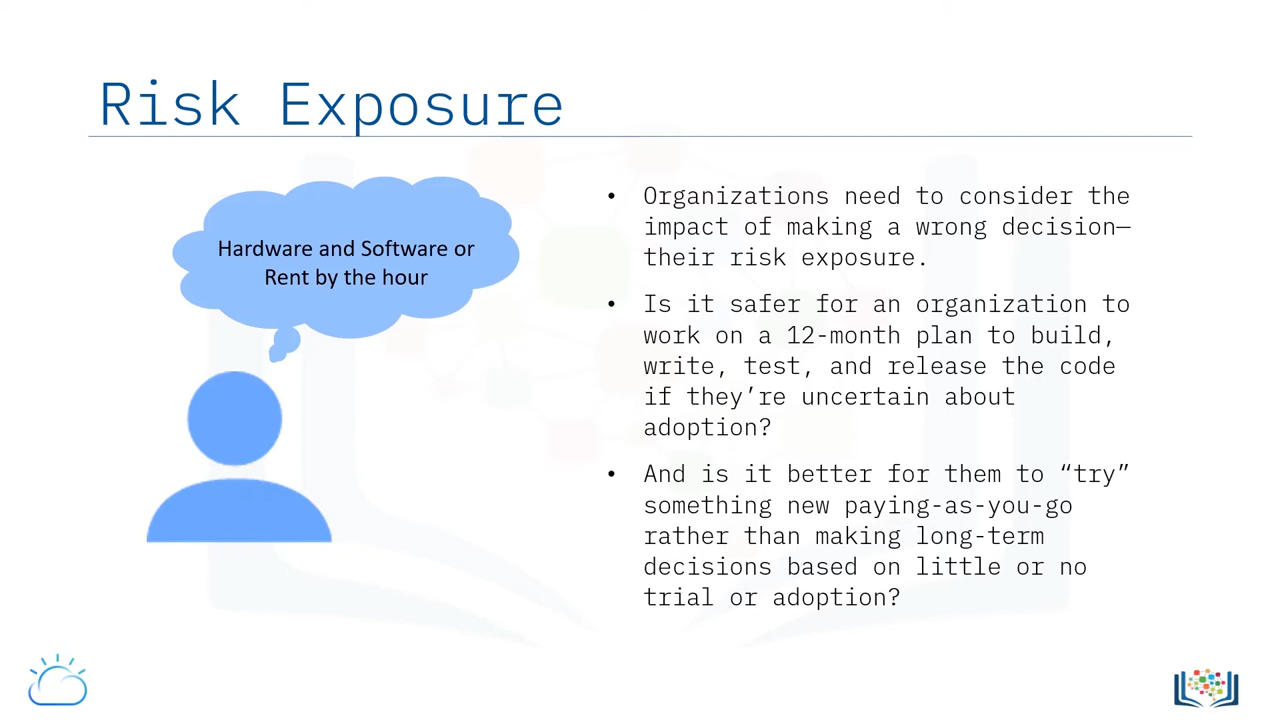 Risk Exposure
Hardware and Software or
Rent by the hour
• Organizations need to consider the
impact of making a wrong decision—
their risk exposure.
• Is it safer for an organization to
work on a 12-month plan to build,
write, test, and release the code
if they’re uncertain about
adoption?
• And is it better for them to “try”
something new paying-as-you-go
rather than making long-term
decisions based on little or no
trial or adoption?